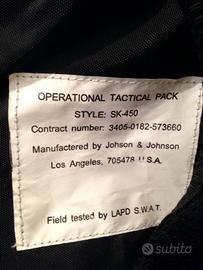 OPERATIONAL TACTICAL PACK
STYLE: SK-450
Contract number: 3405-0182-573660
Manufactered by Johson & Johnson
Los Angeles, 705478 U.S.A.
Field tested by LAPD S.W.A.T.
subito